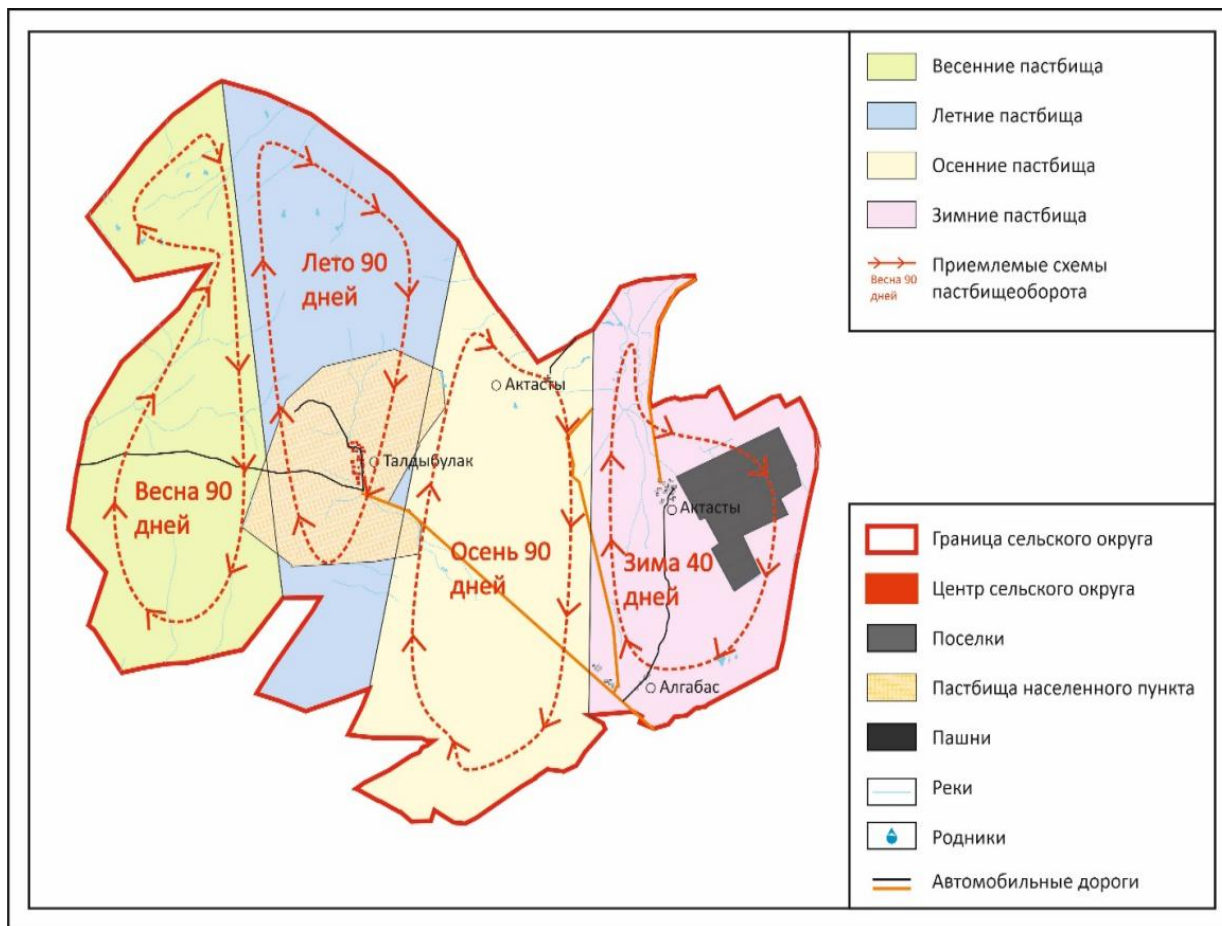 Лето 90
дней
Актасты
Талдыбулак
Весна 90
дней
Актасты
Осень 90
дней
Зима 40
дней
Алгабас
Весенние пастбища
Летние пастбища
Осенние пастбища
Зимние пастбища
Весна 90
дней
Приемлемые схемы
пастбищеоборота
Граница сельского округа
Центр сельского округа
Поселки
Пастбища населенного пункта
Пашни
Реки
Родники
Автомобильные дороги